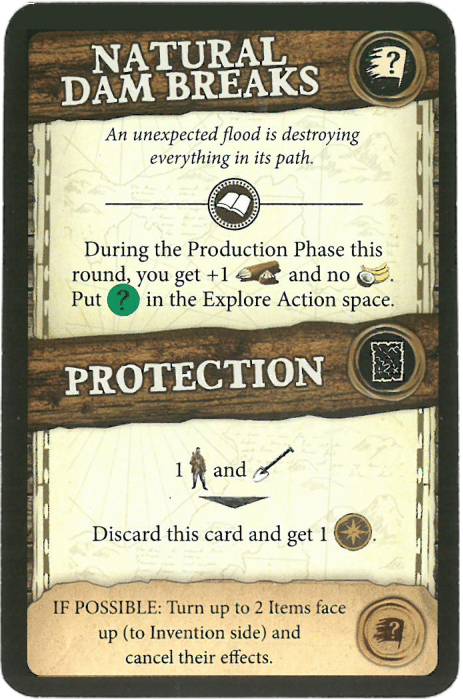 NATURAL
DAM BREAKS
?
An unexpected flood is destroying
everything in its path.
During the Production Phase this
round, you get +1 and no .
Put ? in the Explore Action space.
PROTECTION
1 and
Discard this card and get 1 .
IF POSSIBLE: Turn up to 2 Items face
up (to Invention side) and
cancel their effects.
?